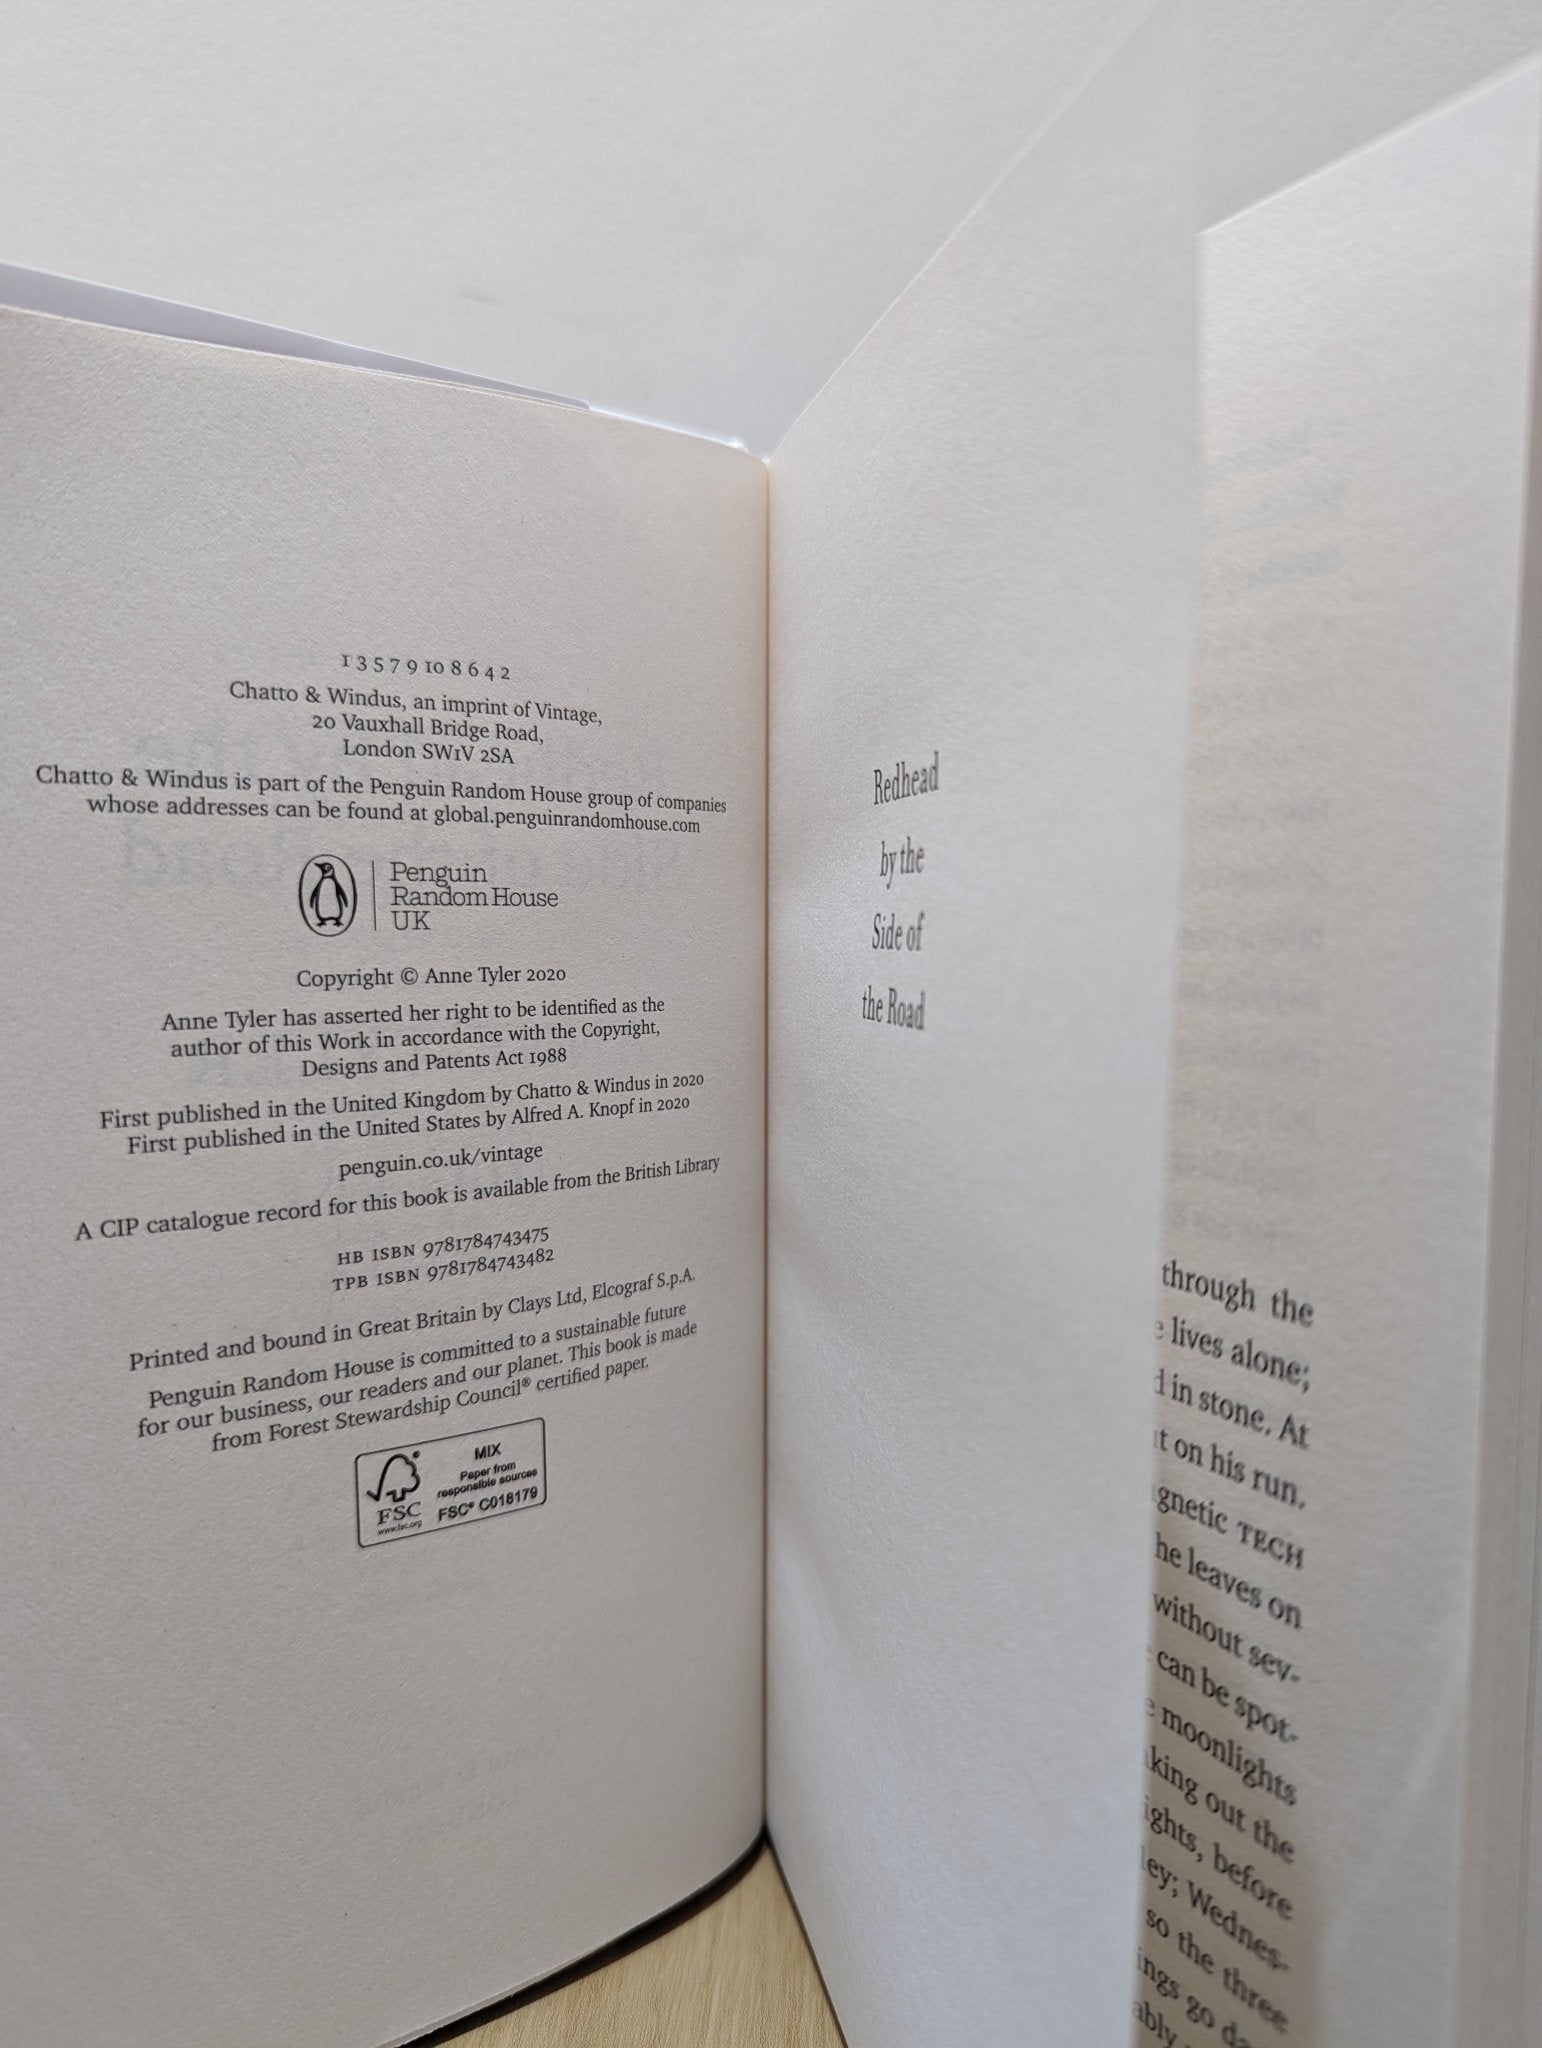 1 3 5 7 9 10 8 6 4 2
Chatto & Windus, an imprint of Vintage,
20 Vauxhall Bridge Road,
London SW1V 2SA
Chatto & Windus is part of the Penguin Random House group of companies
whose addresses can be found at global.penguinrandomhouse.com
Penguin
Random House
UK
Copyright © Anne Tyler 2020
Anne Tyler has asserted her right to be identified as the
author of this Work in accordance with the Copyright,
Designs and Patents Act 1988
First published in the United Kingdom by Chatto & Windus in 2020
First published in the United States by Alfred A. Knopf in 2020
penguin.co.uk/vintage
A CIP catalogue record for this book is available from the British Library
HB ISBN 9781784743475
TPB ISBN 9781784743482
Printed and bound in Great Britain by Clays Ltd, Elcograf S.p.A.
Penguin Random House is committed to a sustainable future
for our business, our readers and our planet. This book is made
from Forest Stewardship Council® certified paper.
FSC®
www.fsc.org
MIX
Paper from
responsible sources
FSC® C018179
Redhead
by the
Side of
the Road
through the
lives alone;
in stone. At
on his run.
gnetic TECH
he leaves on
without sev-
can be spot-
moonlights
king out the
ights, before
ley; Wednes-
so the three
ings go
ably